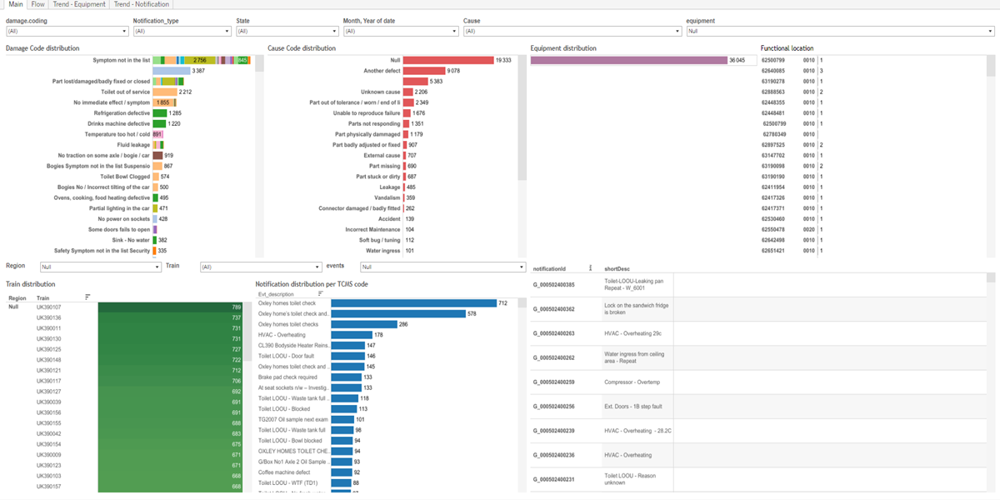 Main Flow Trend - Equipment Trend - Notification
damage.coding Notification_type State Month, Year of date Cause equipment
(All) (All) (All) (All) (All) Null
Damage Code distribution
Symptom not in the list 2 756 845
3 387
Part lost/damaged/badly fixed or closed
Toilet out of service 2 212
No immediate effect / symptom 1 855
Refrigeration defective 1 285
Drinks machine defective 1 220
Temperature too hot / cold 891
Fluid leakage
No traction on some axle / bogie / car 919
Bogies Symptom not in the list Suspensio 867
Toilet Bowl Clogged 574
Bogies No / Incorrect tilting of the car 500
Ovens, cooking, food heating defective 495
Partial lighting in the car 471
No power on sockets 428
Some doors fails to open
Sink - No water 382
Safety Symptom not in the list Security 335
Cause Code distribution
Null 19 333
Another defect 9 078
5 383
Unknown cause 2 206
Part out of tolerance / worn / end of li 2 349
Unable to reproduce failure 1 676
Parts not responding 1 351
Part physically dammaged 1 179
Part badly adjusted or fixed 907
External cause 707
Part missing 690
Part stuck or dirty 687
Leakage 485
Vandalism 359
Connector damaged / badly fitted 262
Accident 139
Incorrect Maintenance 104
Soft bug / tuning 112
Water ingress 101
Equipment distribution
36 045
Functional location
62500799 0010 1
62640085 0010 3
63190278 0010 1
62888563 0010 2
62448355 0010 1
62448481 0010 1
62500799 0010 1
62780349 0010
62897525 0010 2
63147702 0010 1
63190098 0010 2
63190190 0010 1
62411954 0010 1
62417326 0010 1
62417371 0010 1
62530460 0010 1
62550478 0020 1
62642498 0010 1
62651421 0010 1
Region Null Train (All) events Null
Train distribution
Region Train
Null UK390107 789
UK390136 737
UK390011 731
UK390130 731
UK390125 727
UK390148 722
UK390121 712
UK390117 706
UK390127 692
UK390039 691
UK390156 691
UK390155 688
UK390042 683
UK390154 675
UK390009 671
UK390123 671
UK390103 668
UK390157 668
Notification distribution per TCMS code
Evt_description
Oxley homes toilet check 712
Oxley home's toilet check and.. 578
Oxley homes toilet checks 286
HVAC - Overheating 178
CL390 Bodyside Heater Reins.. 147
Toilet LOOU - Door fault 146
Oxley homes toilet check and .. 145
Brake pad check required 133
At seat sockets n/w – Investig.. 133
Toilet LOOU - Waste tank full .. 118
Toilet LOOU - Blocked 113
TG2007 Oil sample next exam 101
Toilet LOOU - Waste tank full 98
Toilet LOOU - Bowl blocked 94
OXLEY HOMES TOILET CHE.. 94
G/Box No1 Axle 2 Oil Sample .. 93
Coffee machine defect 92
Toilet LOOU - WTF (TD1) 88
notificationId shortDesc
G_000502400385 Toilet-LOOU-Leaking pan
Repeat - W_6001
G_000502400362 Lock on the sandwich fridge
is broken
G_000502400263 HVAC - Overheating 29c
G_000502400262 Water ingress from ceiling
area - Repeat
G_000502400259 Compressor - Overtemp
G_000502400256 Ext. Doors - 1B step fault
G_000502400239 HVAC - Overheating - 28.2C
G_000502400236 HVAC - Overheating
G_000502400231 Toilet LOOU - Reason
unknown